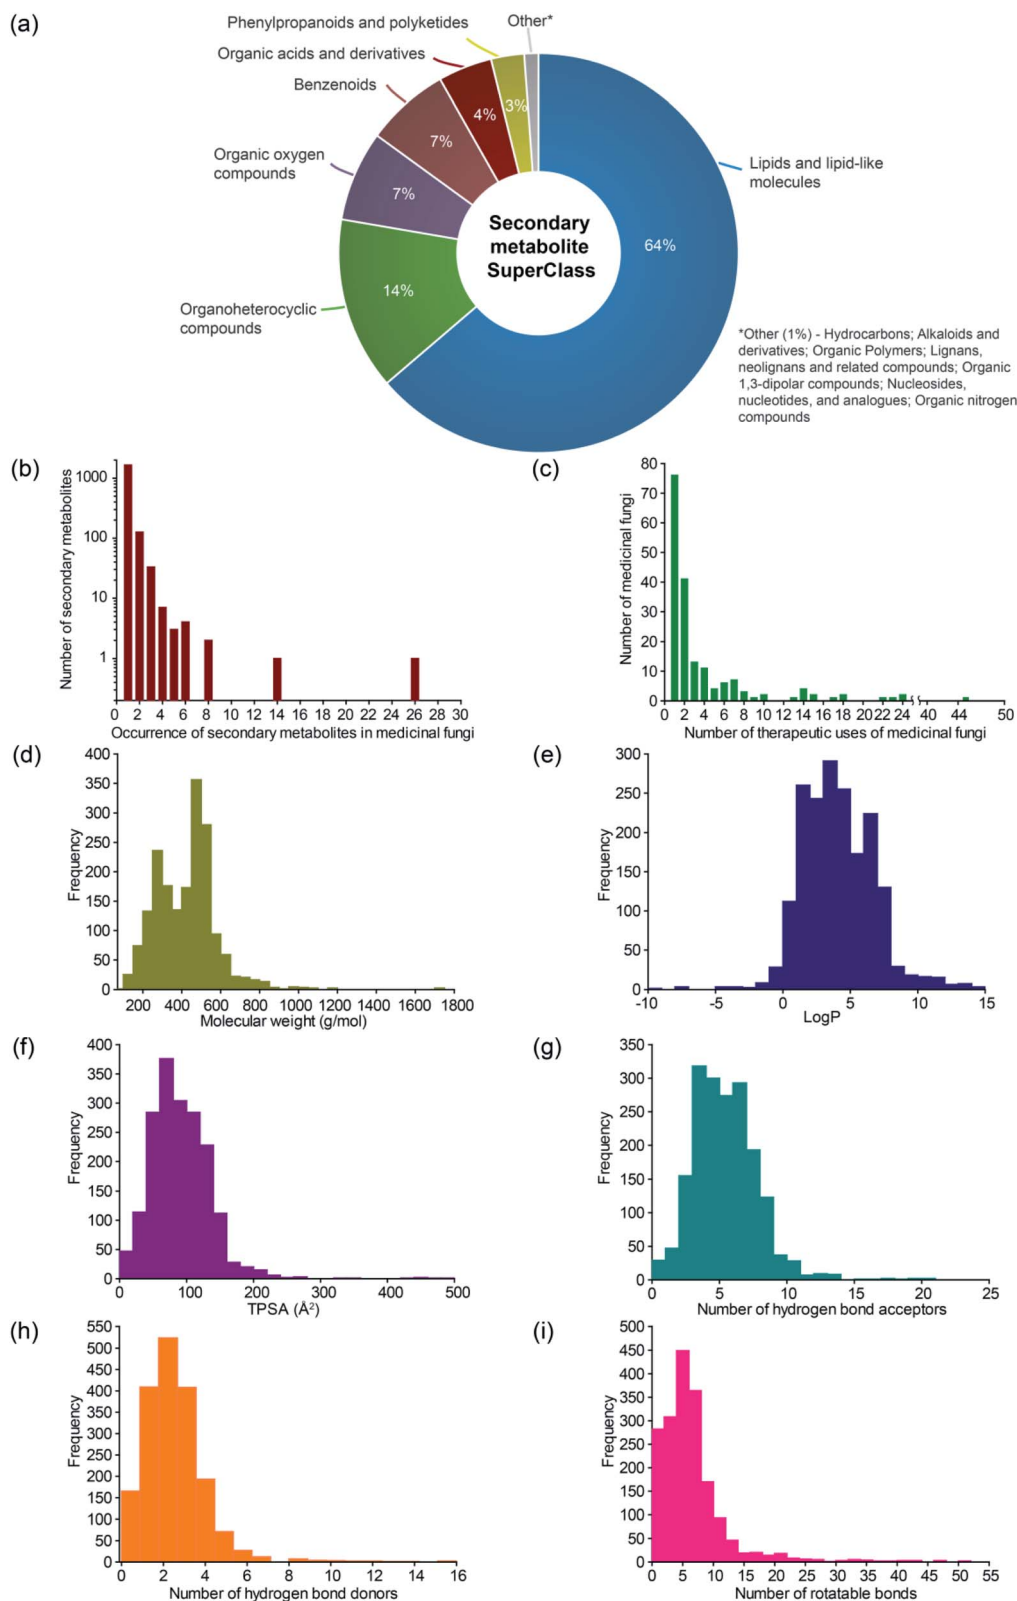 (a)
Phenylpropanoids and polyketides
Other*
Organic acids and derivatives
Benzenoids
Organic oxygen
compounds
Organoheterocyclic
compounds
Lipids and lipid-like
molecules
3%
4%
7%
7%
14%
64%
Secondary
metabolite
SuperClass
*Other (1%) - Hydrocarbons; Alkaloids and
derivatives; Organic Polymers; Lignans,
neolignans and related compounds; Organic
1,3-dipolar compounds; Nucleosides,
nucleotides, and analogues; Organic nitrogen
compounds
(b)
Number of secondary metabolites
1000
100
10
1
0 2 4 6 8 10 12 14 16 18 20 22 24 26 28 30
Occurrence of secondary metabolites in medicinal fungi
(c)
Number of medicinal fungi
80
70
60
50
40
30
20
10
0
0 2 4 6 8 10 12 14 16 18 20 22 24 40 44 50
Number of therapeutic uses of medicinal fungi
(d)
Frequency
400
350
300
250
200
150
100
50
0
200 400 600 800 1000 1200 1400 1600 1800
Molecular weight (g/mol)
(e)
Frequency
300
250
200
150
100
50
0
-10 -5 0 5 10 15
LogP
(f)
Frequency
400
350
300
250
200
150
100
50
0
0 100 200 300 400 500
TPSA (Å²)
(g)
Frequency
350
300
250
200
150
100
50
0
0 5 10 15 20 25
Number of hydrogen bond acceptors
(h)
Frequency
550
500
450
400
350
300
250
200
150
100
50
0
0 2 4 6 8 10 12 14 16
Number of hydrogen bond donors
(i)
Frequency
500
450
400
350
300
250
200
150
100
50
0
0 5 10 15 20 25 30 35 40 45 50 55
Number of rotatable bonds